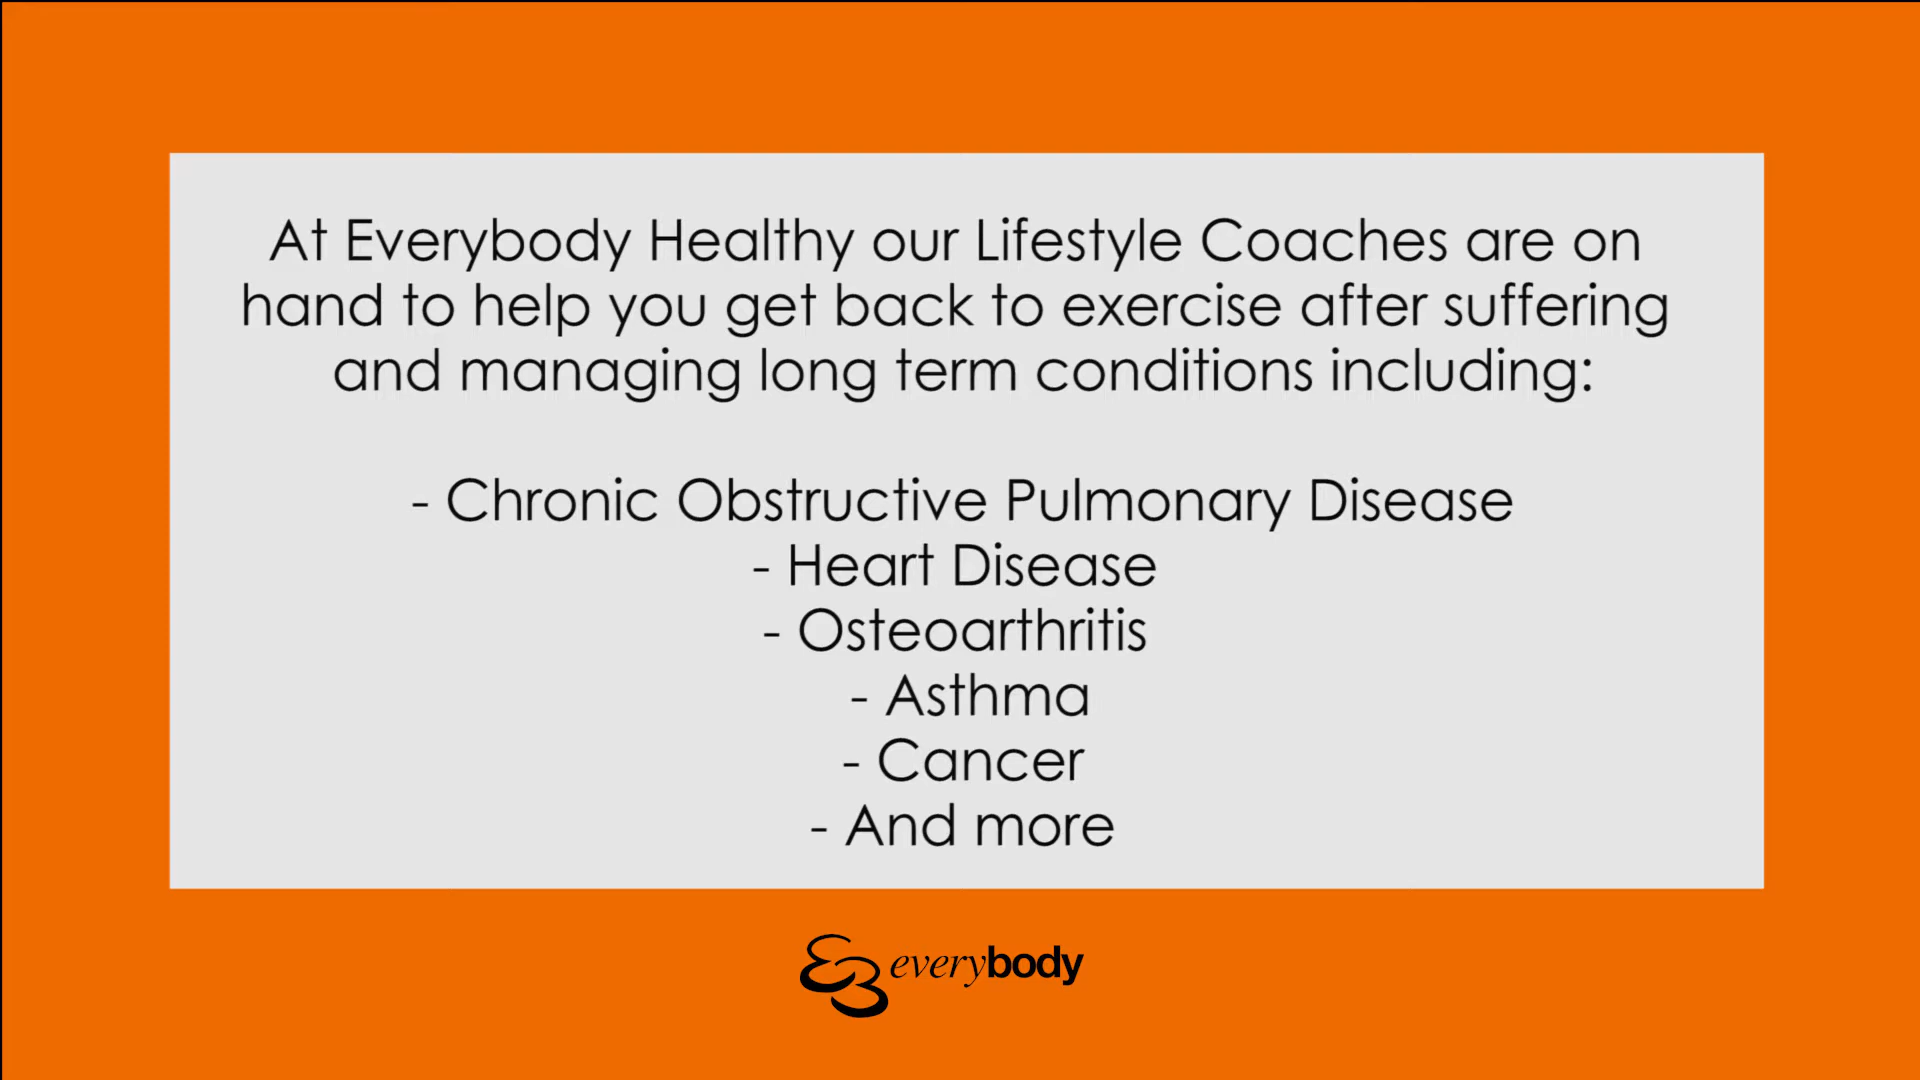 At Everybody Healthy our Lifestyle Coaches are on
hand to help you get back to exercise after suffering
and managing long term conditions including:
- Chronic Obstructive Pulmonary Disease
- Heart Disease
- Osteoarthritis
- Asthma
- Cancer
- And more
everybody